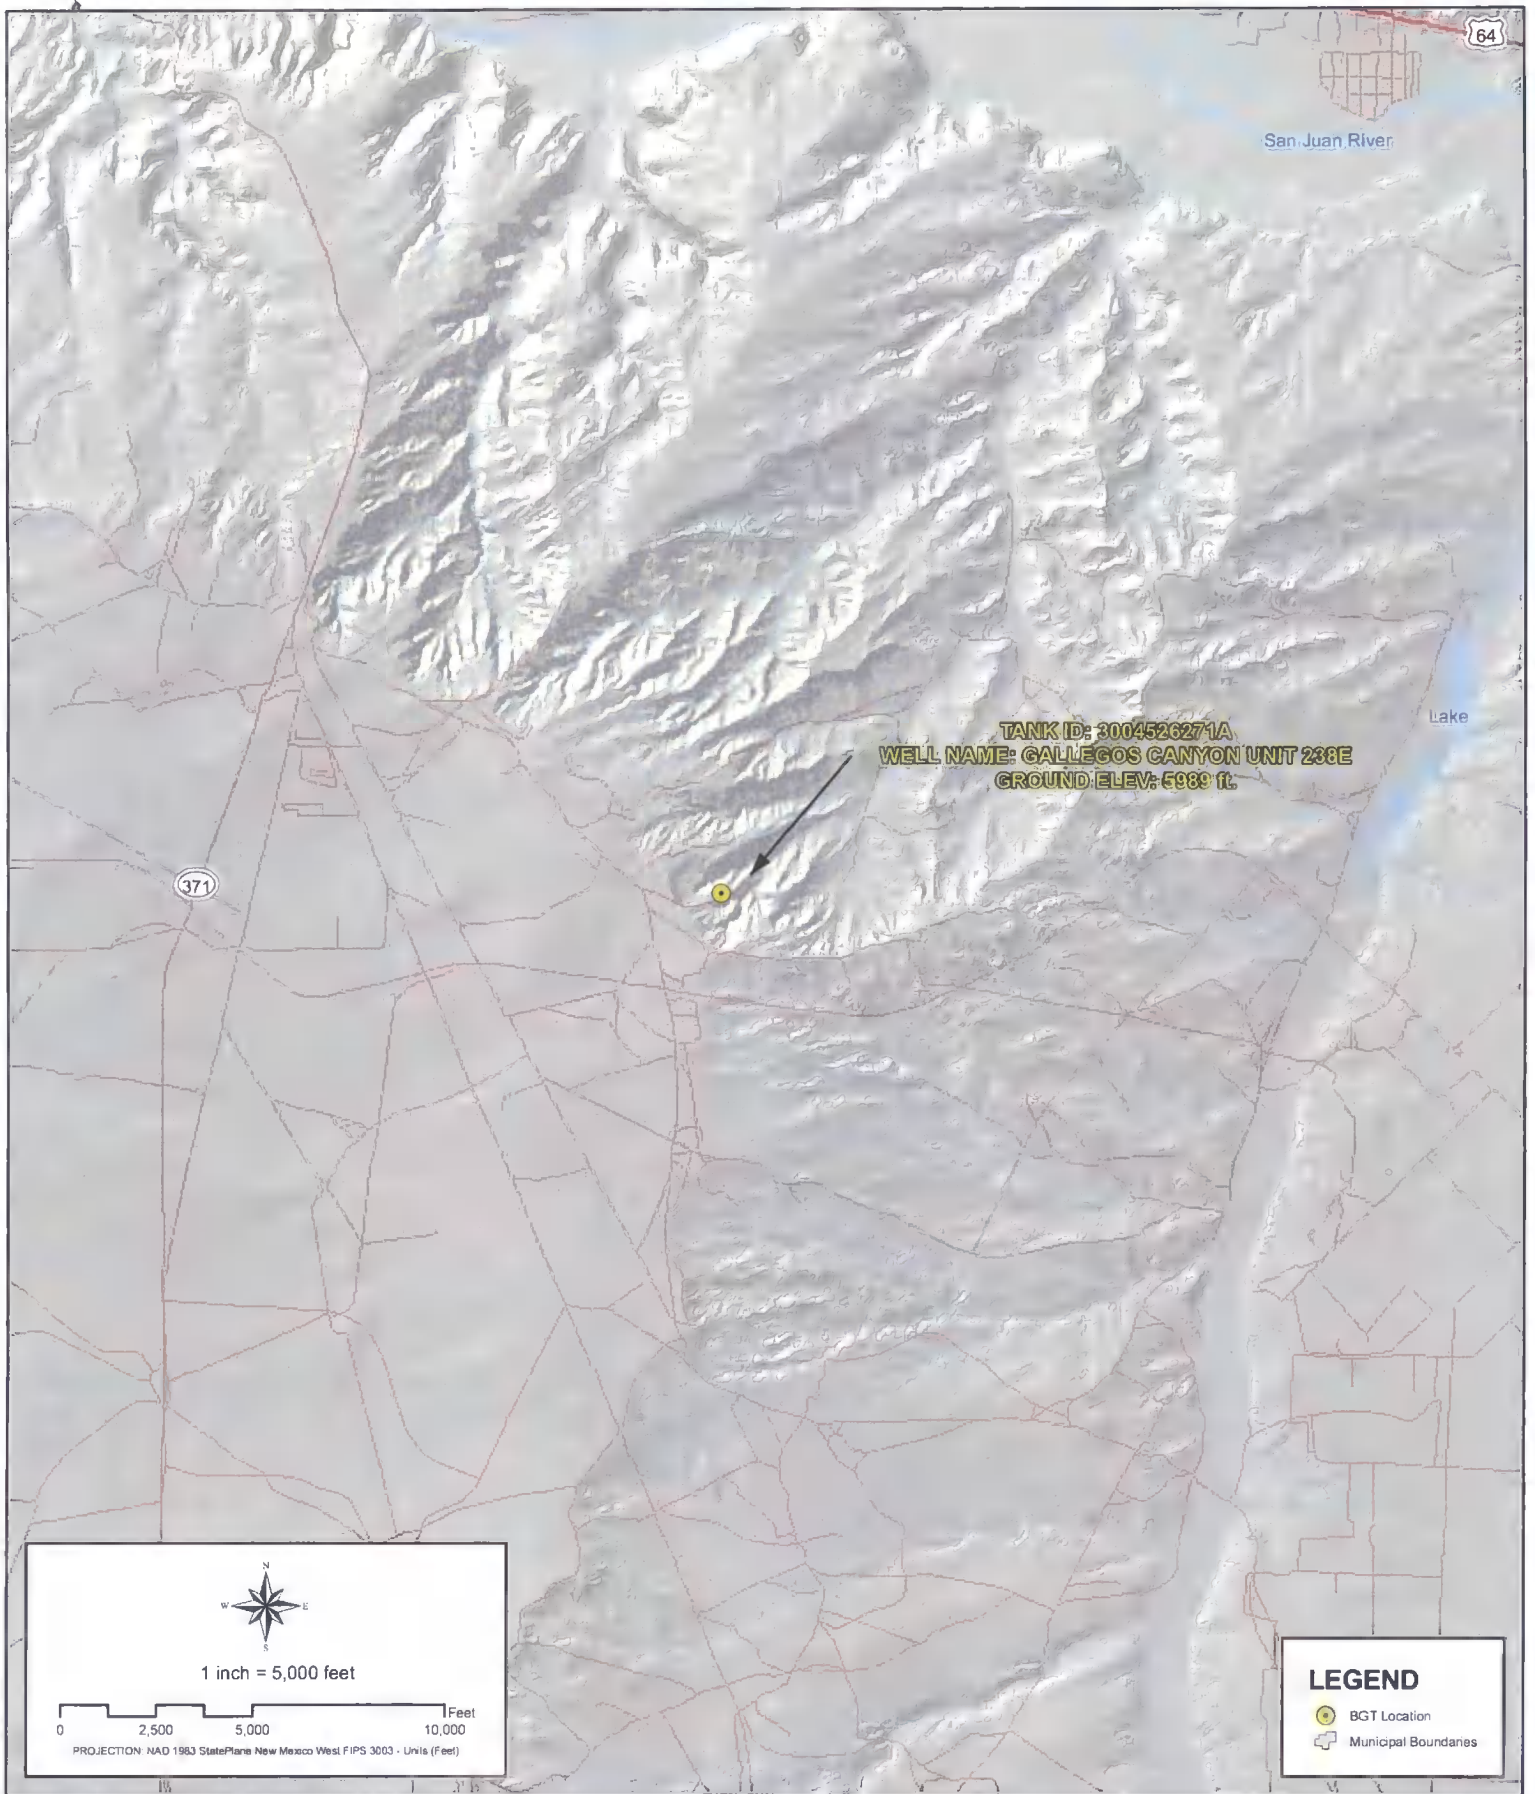 64
San Juan River
TANK ID: 3004526271A
WELL NAME: GALLEGOS CANYON UNIT 238E
GROUND ELEV: 5989 ft.
Lake
371
N
W E
S
1 inch = 5,000 feet
Feet
0 2,500 5,000 10,000
PROJECTION: NAD 1983 StatePlane New Mexico West FIPS 3003 - Units (Feet)
LEGEND
BGT Location
Municipal Boundaries